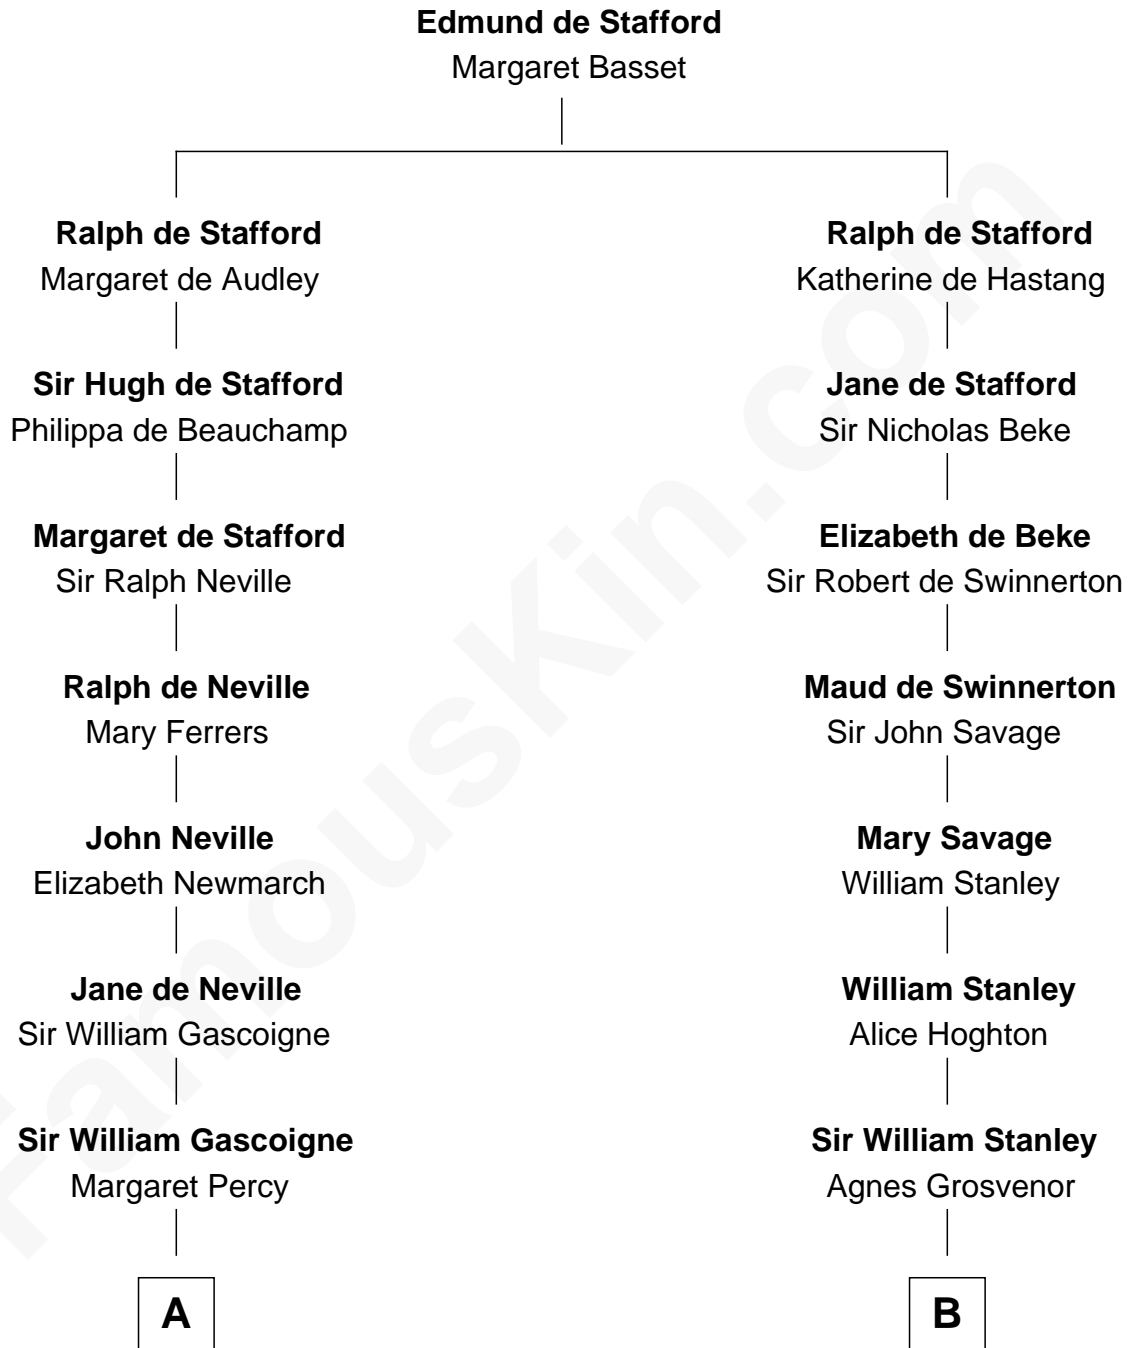 Edmund de Stafford
Margaret Basset
Ralph de Stafford
Margaret de Audley
Sir Hugh de Stafford
Philippa de Beauchamp
Margaret de Stafford
Sir Ralph Neville
Ralph de Neville
Mary Ferrers
John Neville
Elizabeth Newmarch
Jane de Neville
Sir William Gascoigne
Sir William Gascoigne
Margaret Percy
A
Ralph de Stafford
Katherine de Hastang
Jane de Stafford
Sir Nicholas Beke
Elizabeth de Beke
Sir Robert de Swinnerton
Maud de Swinnerton
Sir John Savage
Mary Savage
William Stanley
William Stanley
Alice Hoghton
Sir William Stanley
Agnes Grosvenor
B
FamousKin.com